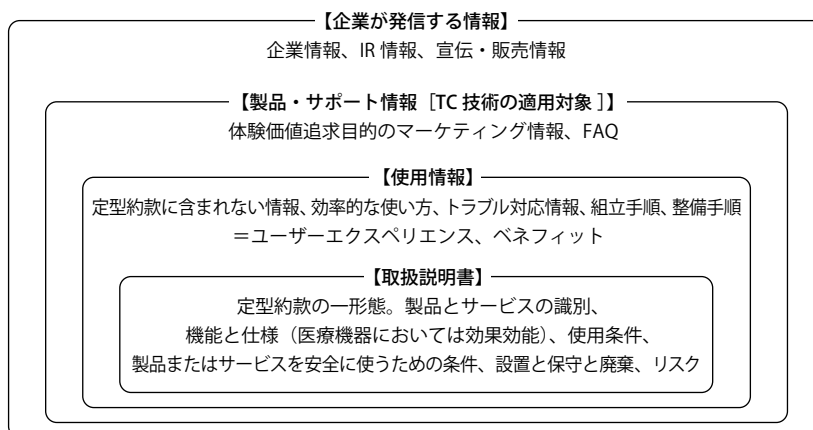 【企業が発信する情報】
企業情報、IR 情報、宣伝・販売情報
【製品・サポート情報［TC 技術の適用対象］】
体験価値追求目的のマーケティング情報、FAQ
【使用情報】
定型約款に含まれない情報、効率的な使い方、トラブル対応情報、組立手順、整備手順
＝ユーザーエクスペリエンス、ベネフィット
【取扱説明書】
定型約款の一形態。製品とサービスの識別、
機能と仕様（医療機器においては効果効能）、使用条件、
製品またはサービスを安全に使うための条件、設置と保守と廃棄、リスク